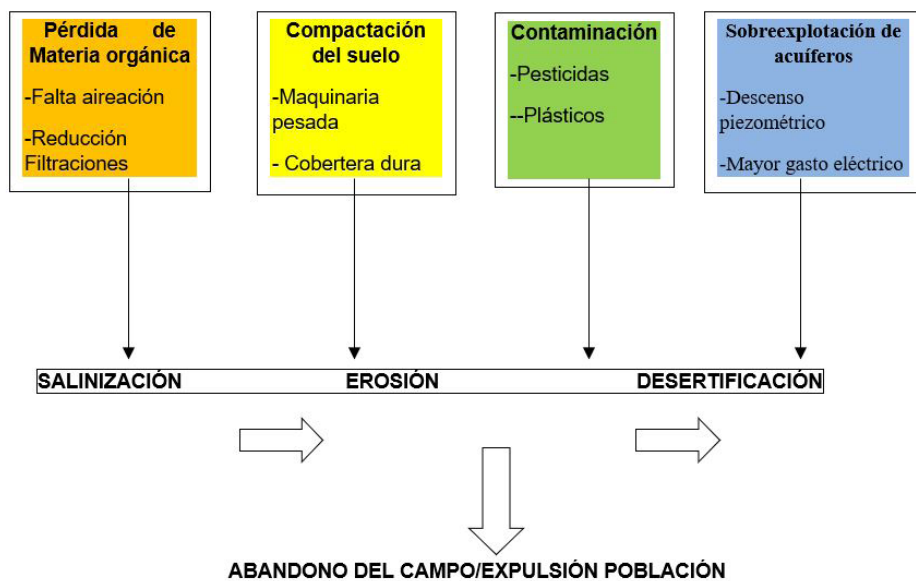 Pérdida de
Materia orgánica
-Falta aireación
-Reducción
Filtraciones
Compactación
del suelo
-Maquinaria
pesada
- Cobertera dura
Contaminación
-Pesticidas
--Plásticos
Sobreexplotación de
acuíferos
-Descenso
piezométrico
-Mayor gasto eléctrico
SALINIZACIÓN EROSIÓN DESERTIFICACIÓN
ABANDONO DEL CAMPO/EXPULSIÓN POBLACIÓN